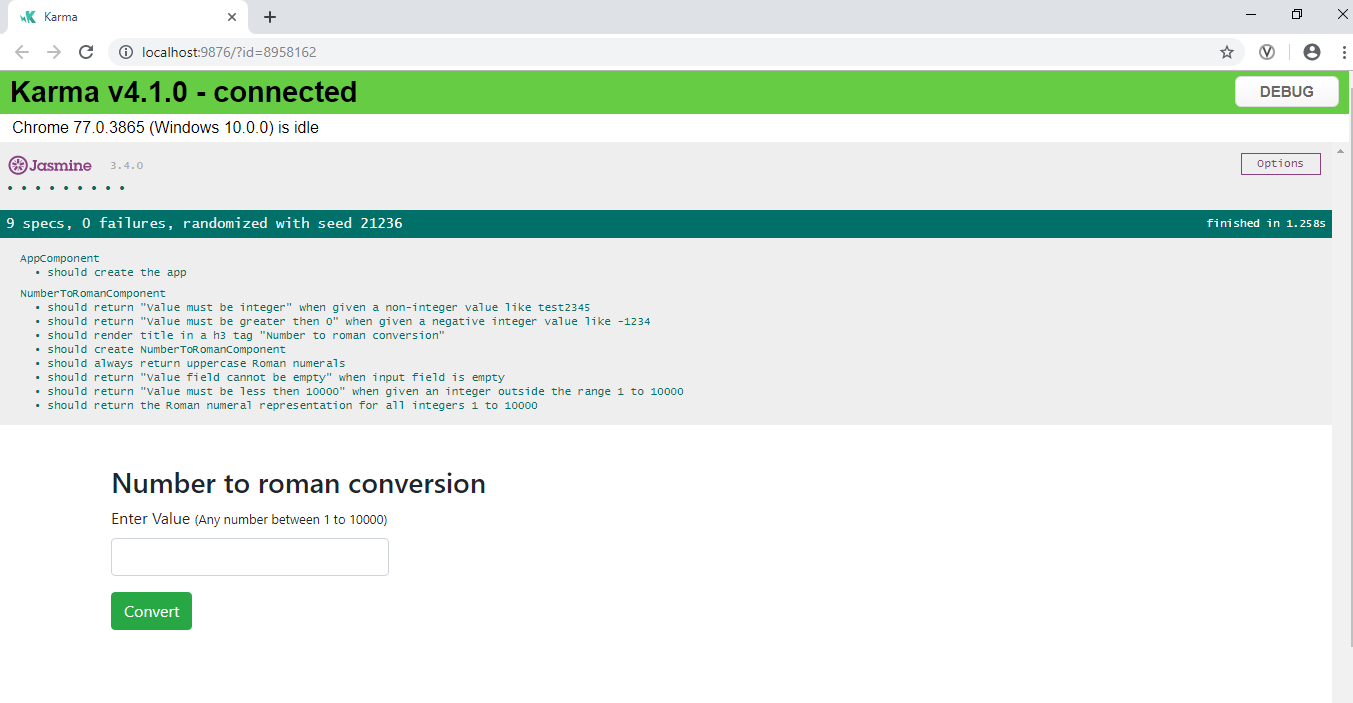 Karma
localhost:9876/?id=8958162
Karma v4.1.0 - connected
DEBUG
Chrome 77.0.3865 (Windows 10.0.0) is idle
Jasmine 3.4.0
Options
9 specs, 0 failures, randomized with seed 21236
finished in 1.258s
AppComponent
• should create the app
NumberToRomanComponent
• should return "Value must be integer" when given a non-integer value like test2345
• should return "Value must be greater then 0" when given a negative integer value like -1234
• should render title in a h3 tag "Number to roman conversion"
• should create NumberToRomanComponent
• should always return uppercase Roman numerals
• should return "Value field cannot be empty" when input field is empty
• should return "Value must be less then 10000" when given an integer outside the range 1 to 10000
• should return the Roman numeral representation for all integers 1 to 10000
Number to roman conversion
Enter Value (Any number between 1 to 10000)
Convert